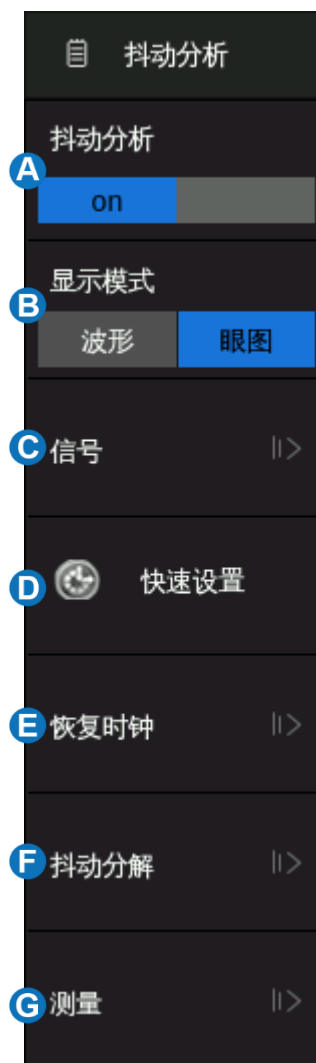 抖动分析
抖动分析
A
on
显示模式
B
波形 眼图
C 信号
D 快速设置
E 恢复时钟
F 抖动分解
G 测量